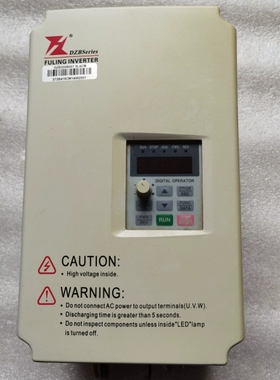 DZBSeries
FULING INVERTER
DIGITAL OPERATOR
RUN
CAUTION:
• High voltage inside.
WARNING:
• Do not connect AC power to output terminals(U.V.W).
• Discharging time is greater than 5 seconds.
• Do not inspect components unless inside"LED"lamp
is turned off.